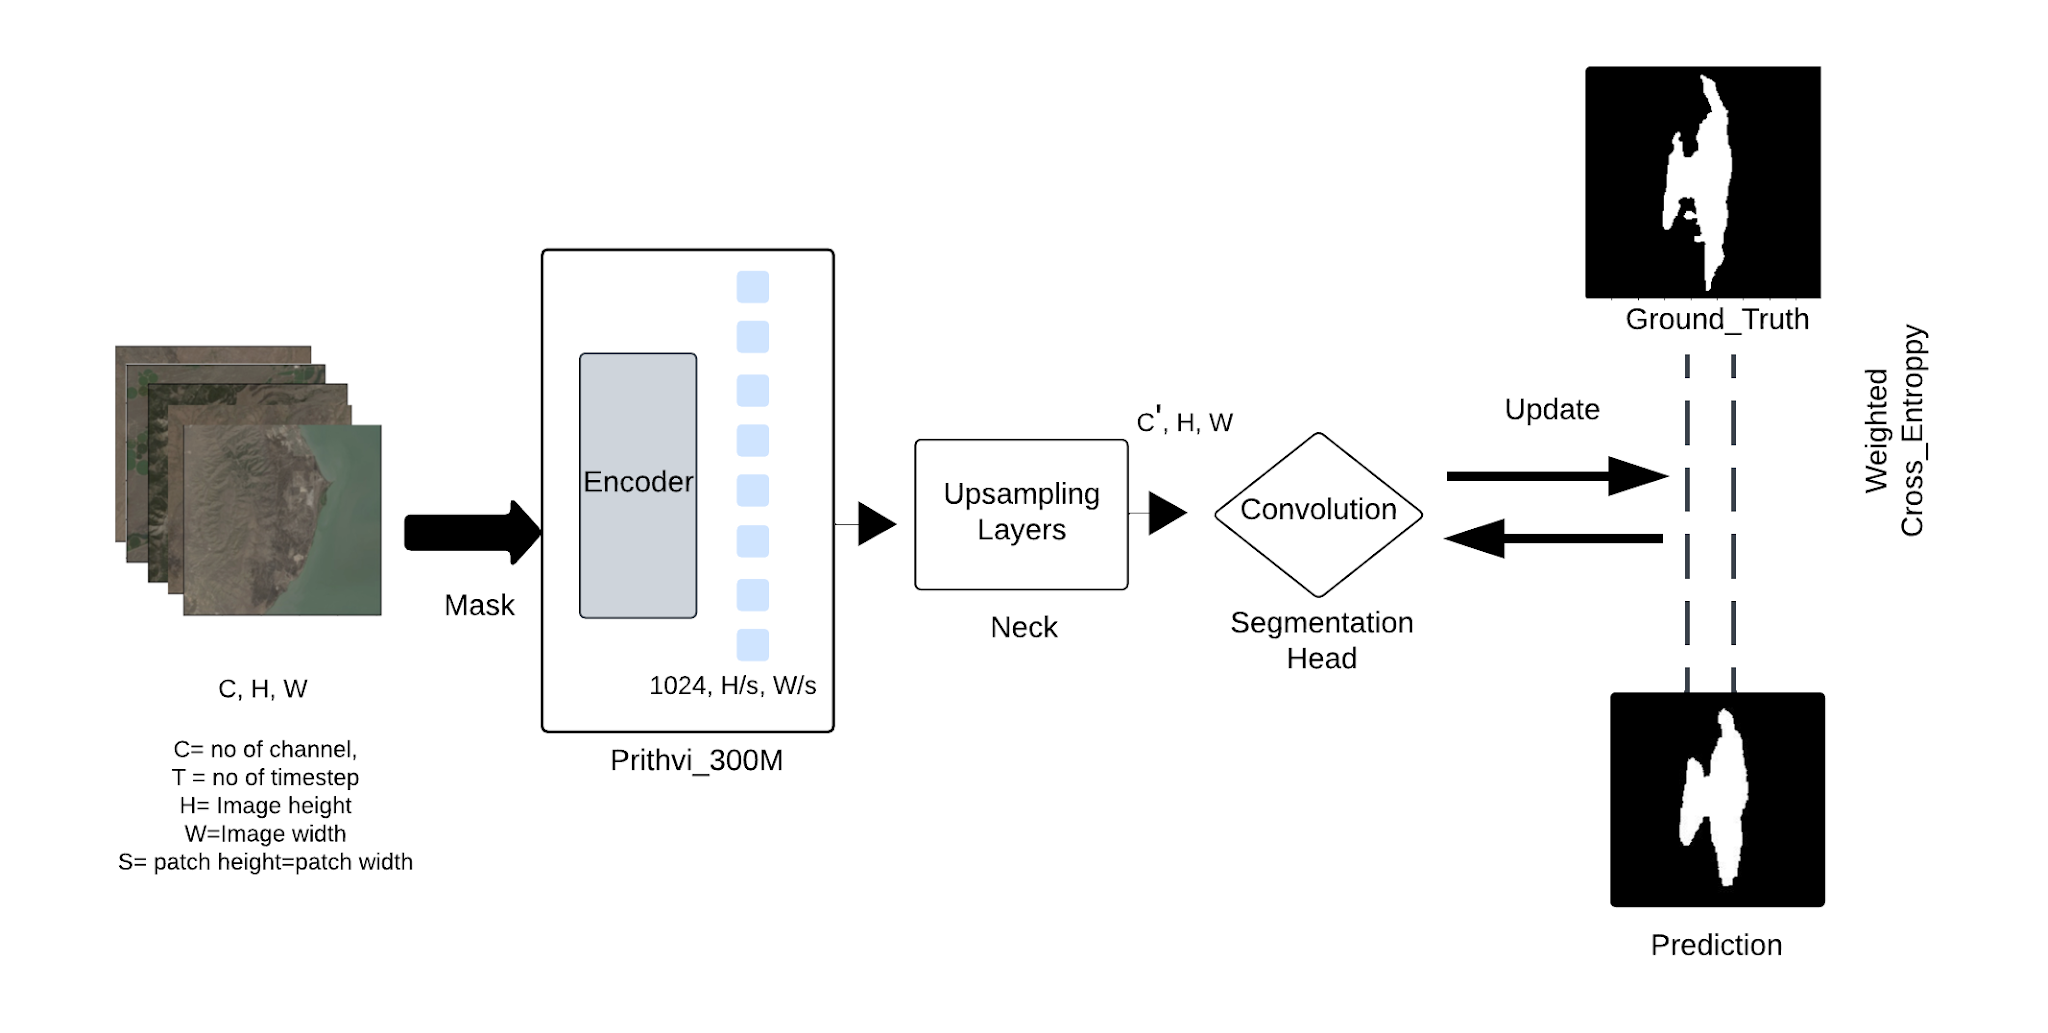 C, H, W
C= no of channel,
T = no of timestep
H= Image height
W=Image width
S= patch height=patch width
Mask
Encoder
1024, H/s, W/s
Prithvi_300M
Upsampling
Layers
Neck
C', H, W
Convolution
Segmentation
Head
Update
Ground_Truth
Weighted
Cross_Entroppy
Prediction